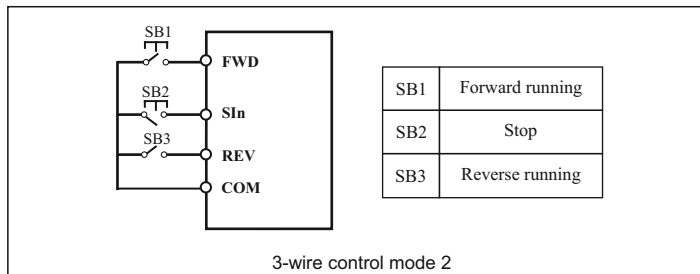 SB1
FWD
SB2
SIn
SB3
REV
COM
SB1 Forward running
SB2 Stop
SB3 Reverse running
3-wire control mode 2